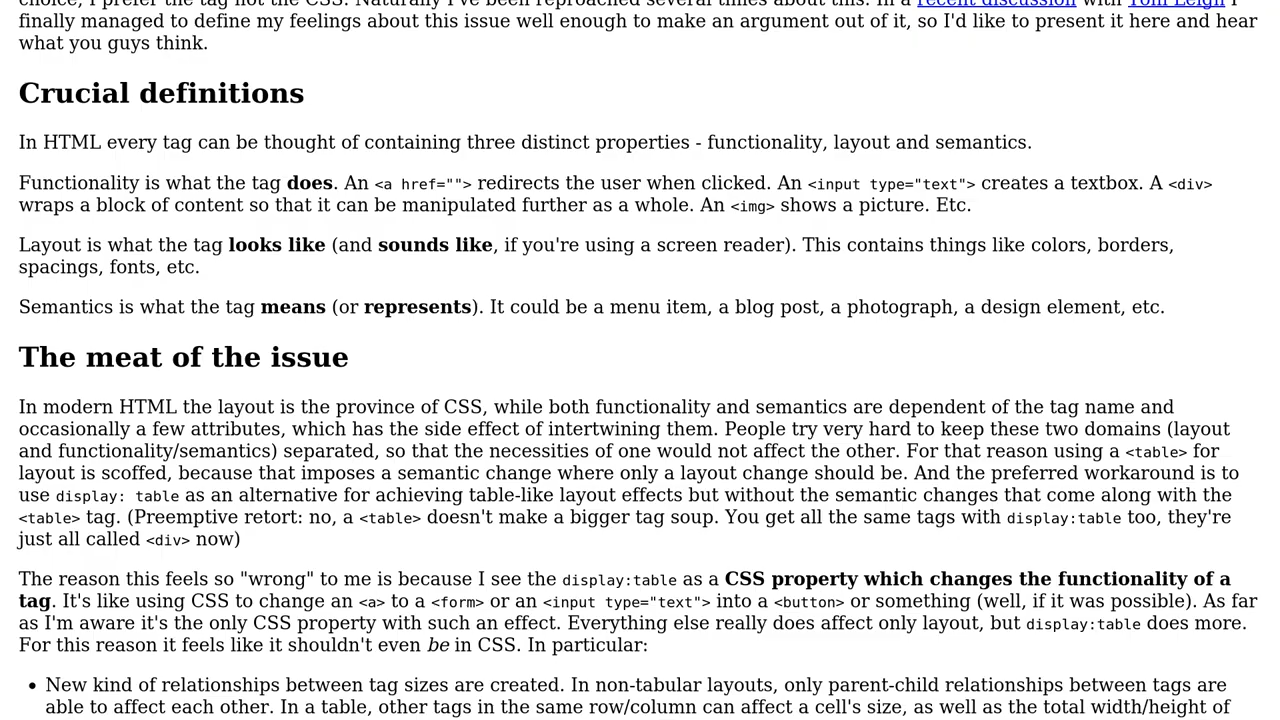 choice, I prefer the tag not the CSS. Naturally I've been reproached several times about this. In a recent discussion with Tom Leigh I
finally managed to define my feelings about this issue well enough to make an argument out of it, so I'd like to present it here and hear
what you guys think.
Crucial definitions
In HTML every tag can be thought of containing three distinct properties - functionality, layout and semantics.
Functionality is what the tag does. An <a href=""> redirects the user when clicked. An <input type="text"> creates a textbox. A <div>
wraps a block of content so that it can be manipulated further as a whole. An <img> shows a picture. Etc.
Layout is what the tag looks like (and sounds like, if you're using a screen reader). This contains things like colors, borders,
spacings, fonts, etc.
Semantics is what the tag means (or represents). It could be a menu item, a blog post, a photograph, a design element, etc.
The meat of the issue
In modern HTML the layout is the province of CSS, while both functionality and semantics are dependent of the tag name and
occasionally a few attributes, which has the side effect of intertwining them. People try very hard to keep these two domains (layout
and functionality/semantics) separated, so that the necessities of one would not affect the other. For that reason using a <table> for
layout is scoffed, because that imposes a semantic change where only a layout change should be. And the preferred workaround is to
use display: table as an alternative for achieving table-like layout effects but without the semantic changes that come along with the
<table> tag. (Preemptive retort: no, a <table> doesn't make a bigger tag soup. You get all the same tags with display:table too, they're
just all called <div> now)
The reason this feels so "wrong" to me is because I see the display:table as a CSS property which changes the functionality of a
tag. It's like using CSS to change an <a> to a <form> or an <input type="text"> into a <button> or something (well, if it was possible). As far
as I'm aware it's the only CSS property with such an effect. Everything else really does affect only layout, but display:table does more.
For this reason it feels like it shouldn't even be in CSS. In particular:
• New kind of relationships between tag sizes are created. In non-tabular layouts, only parent-child relationships between tags are
able to affect each other. In a table, other tags in the same row/column can affect a cell's size, as well as the total width/height of